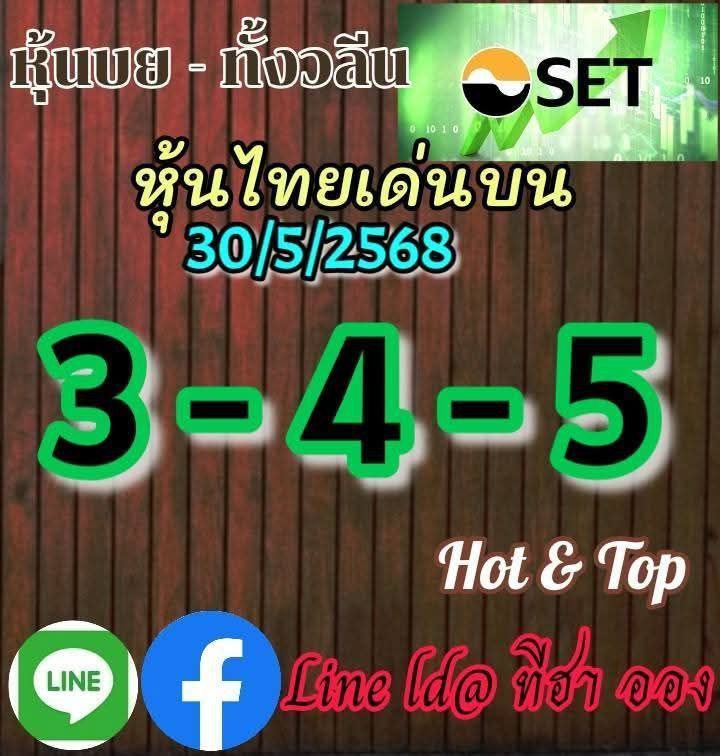 หุ้นบย - ทั้งวลีน
SET
หุ้นไทยเด่นบน
30/5/2568
3-4-5
Hot & Top
LINE
f
Line ld@ ทีฮา ออง